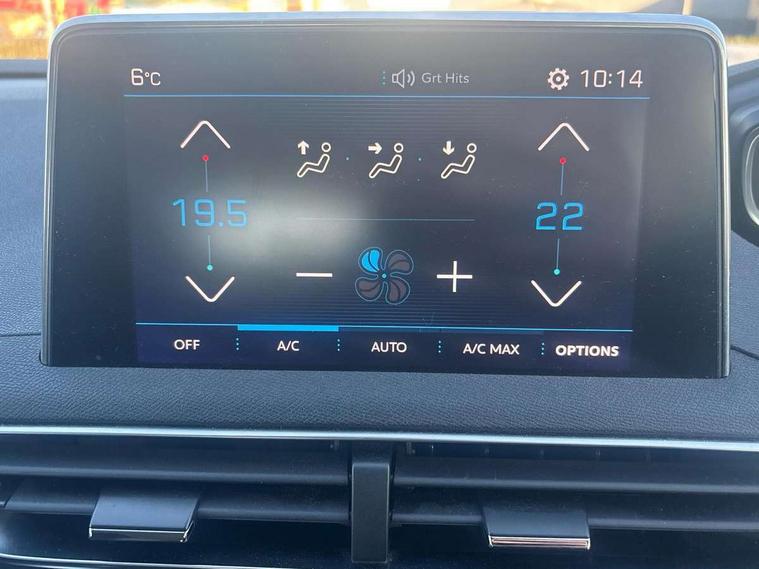 6°C Grt Hits 10:14
19.5 22
OFF A/C AUTO A/C MAX OPTIONS